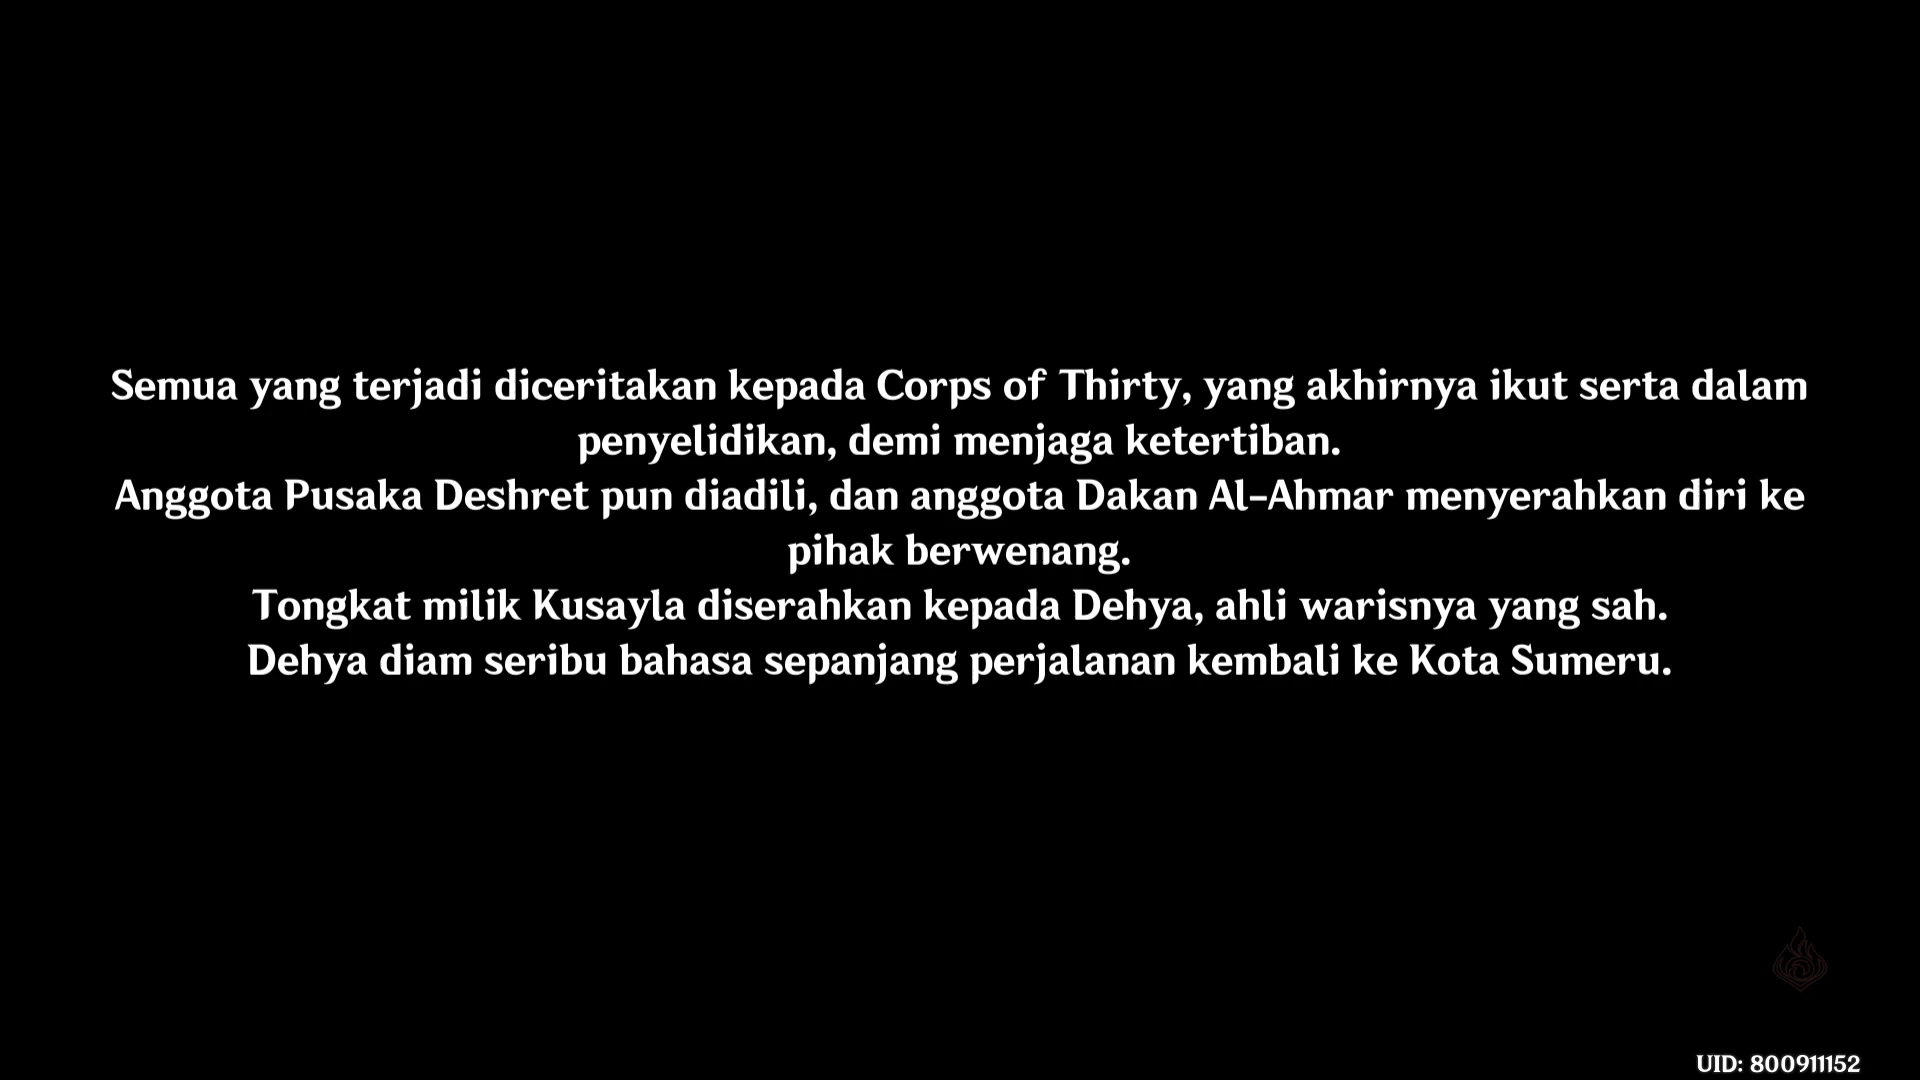 Semua yang terjadi diceritakan kepada Corps of Thirty, yang akhirnya ikut serta dalam
penyelidikan, demi menjaga ketertiban.
Anggota Pusaka Deshret pun diadili, dan anggota Dakan Al-Ahmar menyerahkan diri ke
pihak berwenang.
Tongkat milik Kusayla diserahkan kepada Dehya, ahli warisnya yang sah.
Dehya diam seribu bahasa sepanjang perjalanan kembali ke Kota Sumeru.
UID: 800911152